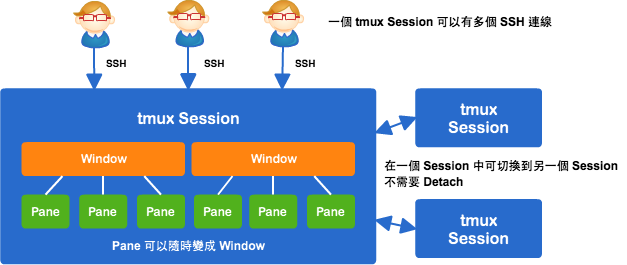 一個 tmux Session 可以有多個 SSH 連線
SSH
SSH
SSH
tmux Session
Window
Window
Pane
Pane
Pane
Pane
Pane
Pane
Pane 可以隨時變成 Window
tmux
Session
在一個 Session 中可切換到另一個 Session
不需要 Detach
tmux
Session